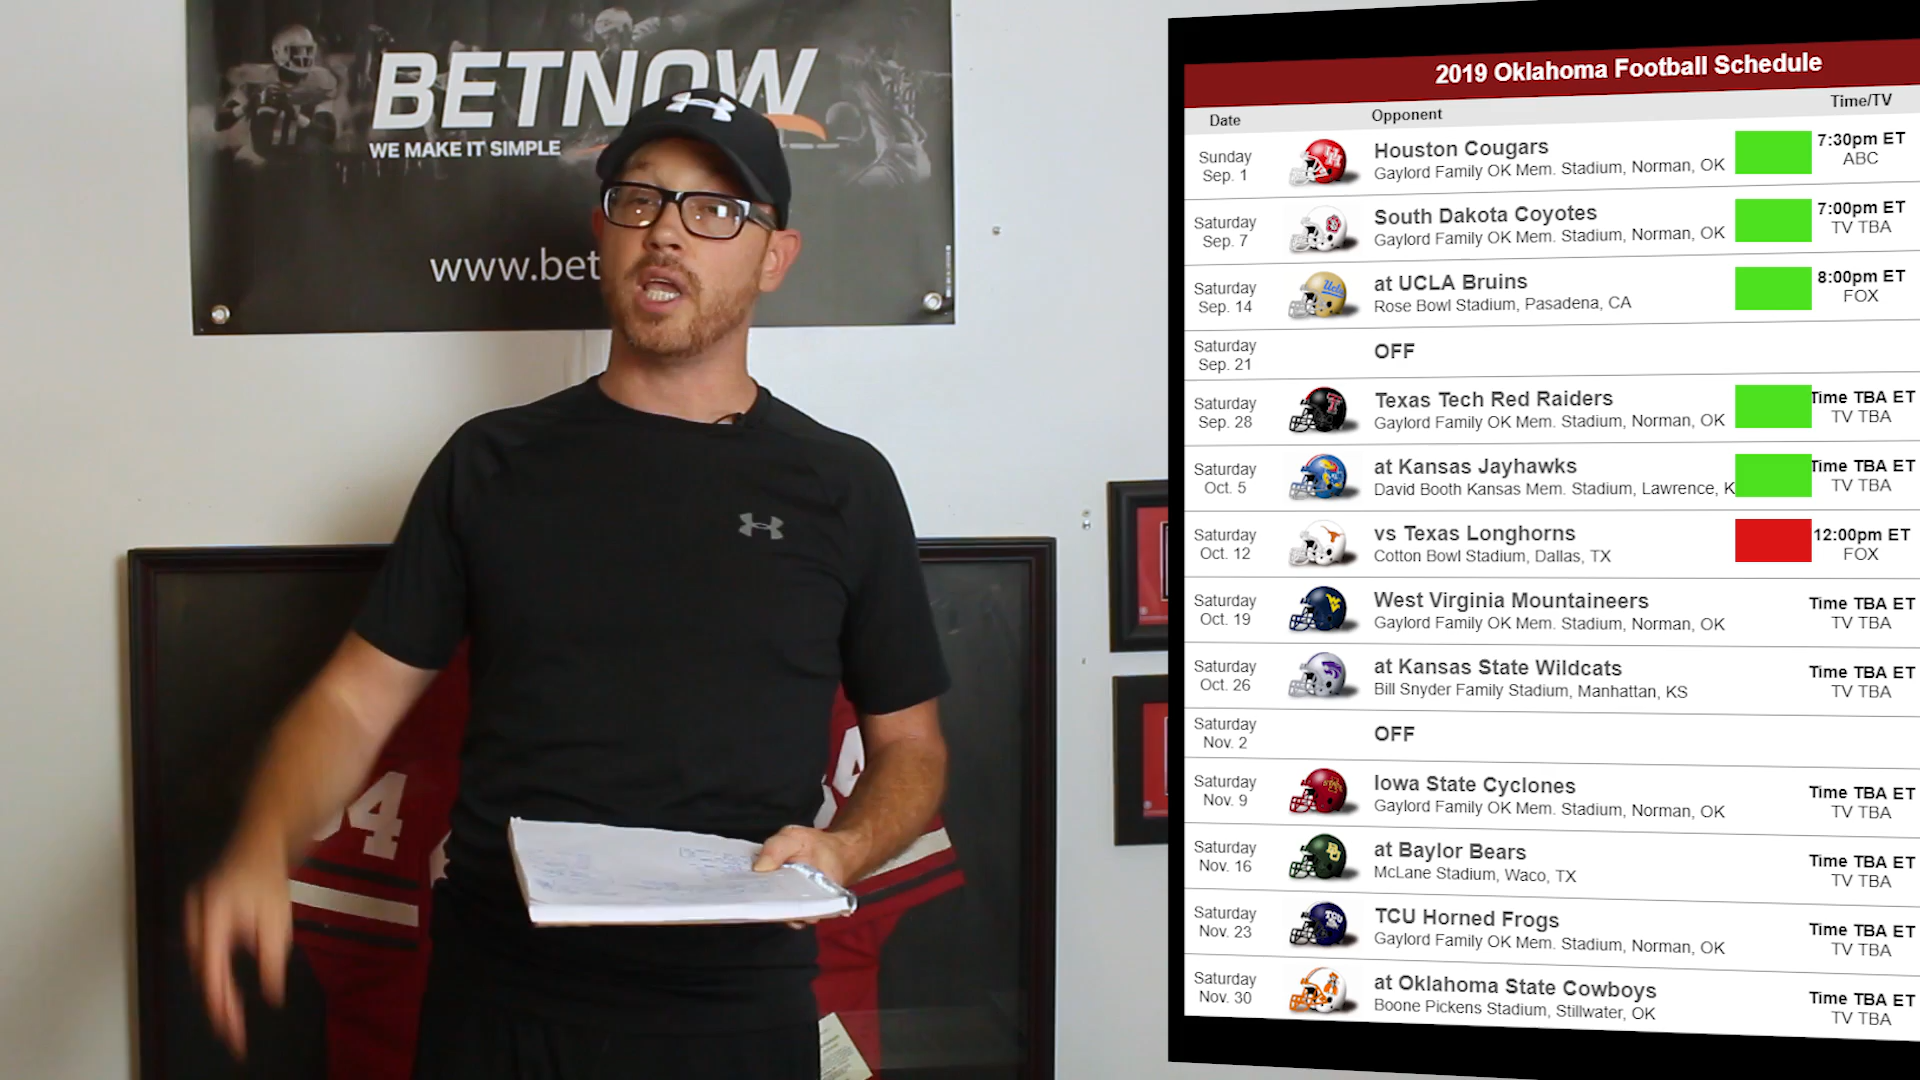 BETNOW
WE MAKE IT SIMPLE
www.bet
2019 Oklahoma Football Schedule
Date Opponent Time/TV
Sunday Sep. 1
Houston Cougars
Gaylord Family OK Mem. Stadium, Norman, OK
7:30pm ET
ABC
Saturday Sep. 7
South Dakota Coyotes
Gaylord Family OK Mem. Stadium, Norman, OK
7:00pm ET
TV TBA
Saturday Sep. 14
at UCLA Bruins
Rose Bowl Stadium, Pasadena, CA
8:00pm ET
FOX
Saturday Sep. 21
OFF
Saturday Sep. 28
Texas Tech Red Raiders
Gaylord Family OK Mem. Stadium, Norman, OK
Time TBA ET
TV TBA
Saturday Oct. 5
at Kansas Jayhawks
David Booth Kansas Mem. Stadium, Lawrence, K
Time TBA ET
TV TBA
Saturday Oct. 12
vs Texas Longhorns
Cotton Bowl Stadium, Dallas, TX
12:00pm ET
FOX
Saturday Oct. 19
West Virginia Mountaineers
Gaylord Family OK Mem. Stadium, Norman, OK
Time TBA ET
TV TBA
Saturday Oct. 26
at Kansas State Wildcats
Bill Snyder Family Stadium, Manhattan, KS
Time TBA ET
TV TBA
Saturday Nov. 2
OFF
Saturday Nov. 9
Iowa State Cyclones
Gaylord Family OK Mem. Stadium, Norman, OK
Time TBA ET
TV TBA
Saturday Nov. 16
at Baylor Bears
McLane Stadium, Waco, TX
Time TBA ET
TV TBA
Saturday Nov. 23
TCU Horned Frogs
Gaylord Family OK Mem. Stadium, Norman, OK
Time TBA ET
TV TBA
Saturday Nov. 30
at Oklahoma State Cowboys
Boone Pickens Stadium, Stillwater, OK
Time TBA ET
TV TBA